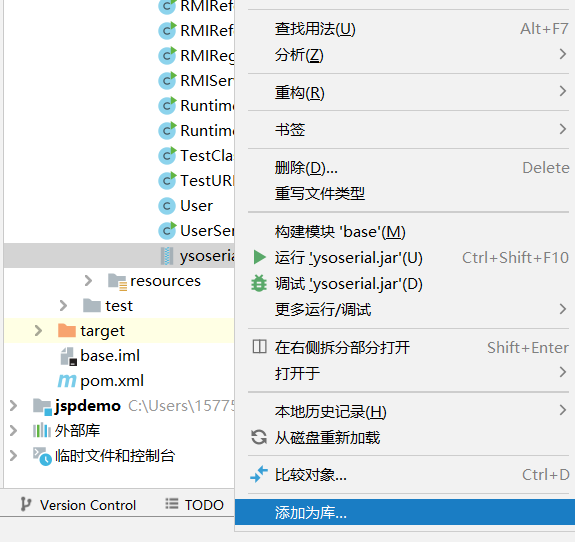 RMIRef
RMIRef
RMIReg
RMISer
Runtime
Runtime
TestCla
TestURI
User
UserSer
ysoseria
resources
test
target
base.iml
pom.xml
jspdemo C:\Users\15775
外部库
临时文件和控制台
Version Control
TODO
查找用法(U) Alt+F7
分析(Z)
重构(R)
书签
删除(D)... Delete
重写文件类型
构建模块 'base'(M)
运行 'ysoserial.jar'(U) Ctrl+Shift+F10
调试 'ysoserial.jar'(D)
更多运行/调试
在右侧拆分部分打开 Shift+Enter
打开于
本地历史记录(H)
从磁盘重新加载
比较对象... Ctrl+D
添加为库...